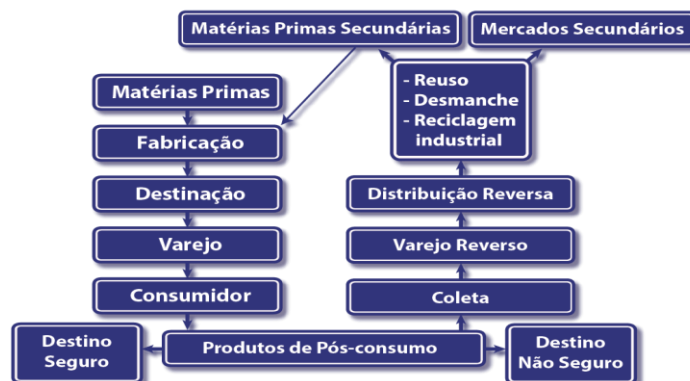 Matérias Primas Secundárias
Mercados Secundários
Matérias Primas
- Reuso
- Desmanche
- Reciclagem
industrial
Fabricação
Destinação
Distribuição Reversa
Varejo
Varejo Reverso
Consumidor
Coleta
Destino
Seguro
Produtos de Pós-consumo
Destino
Não Seguro